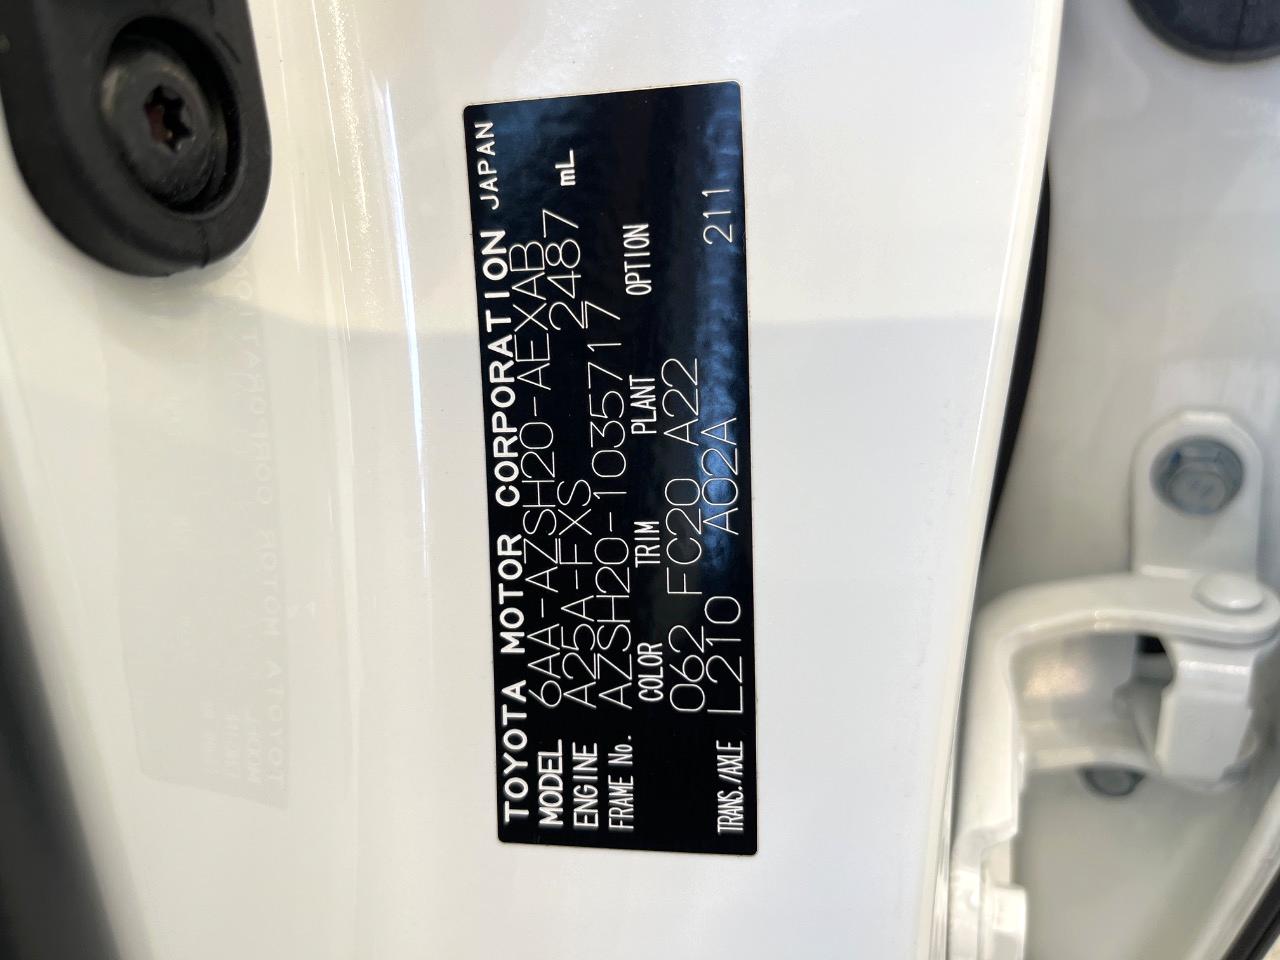 TOYOTA MOTOR CORPORATION JAPAN
MODEL 6AA-AZSH20-AEXAB
ENGINE A25A-FXS 2487 mL
FRAME No. AZSH20-1035717
COLOR TRIM PLANT OPTION
062 FC20 A22
TRANS./AXLE L210 A02A 211